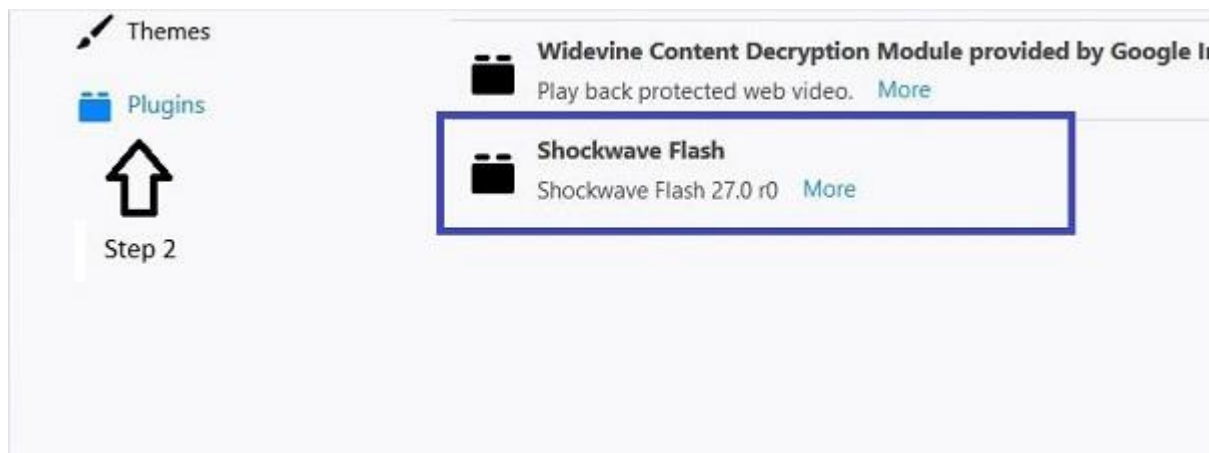 Themes
Plugins
Step 2
Widevine Content Decryption Module provided by Google
Play back protected web video. More
Shockwave Flash
Shockwave Flash 27.0 r0 More